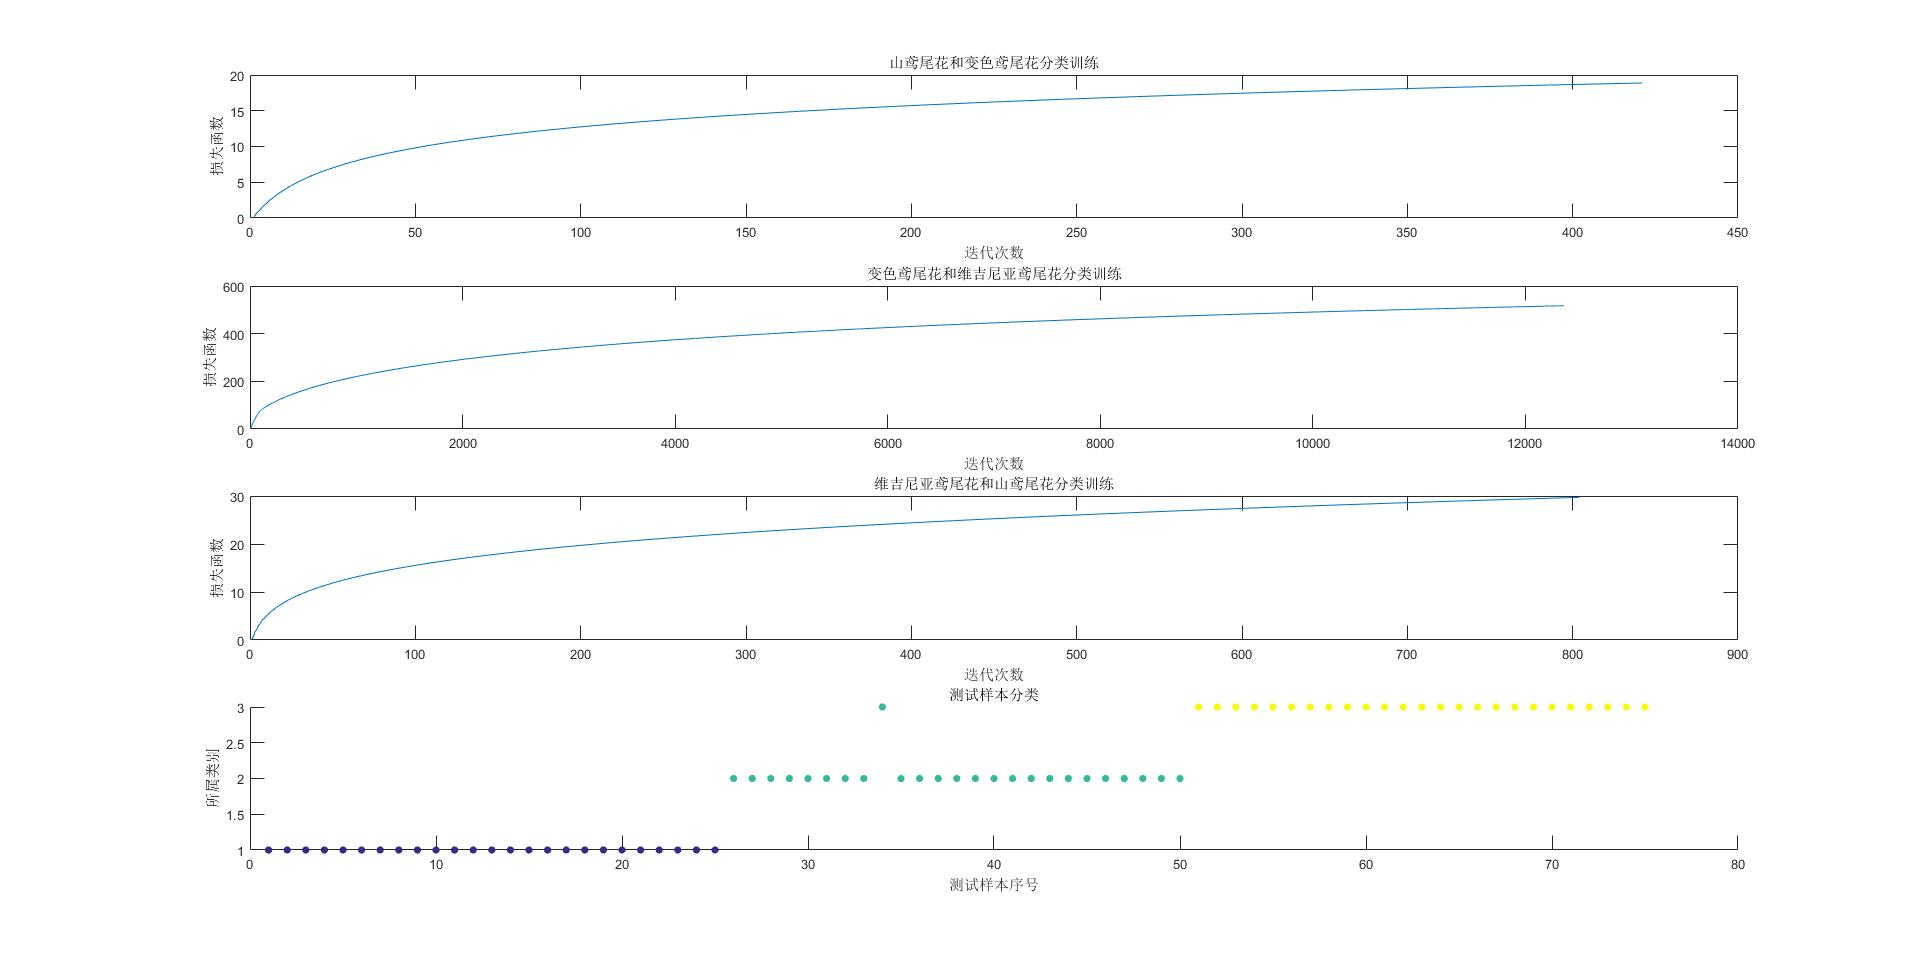 山鸢尾花和变色鸢尾花分类训练
20
15
10
5
0
损失函数
0 50 100 150 200 250 300 350 400 450
迭代次数
变色鸢尾花和维吉尼亚鸢尾花分类训练
600
400
200
0
损失函数
0 2000 4000 6000 8000 10000 12000 14000
迭代次数
维吉尼亚鸢尾花和山鸢尾花分类训练
30
20
10
0
损失函数
0 100 200 300 400 500 600 700 800 900
迭代次数
测试样本分类
3
2.5
2
1.5
1
所属类别
0 10 20 30 40 50 60 70 80
测试样本序号